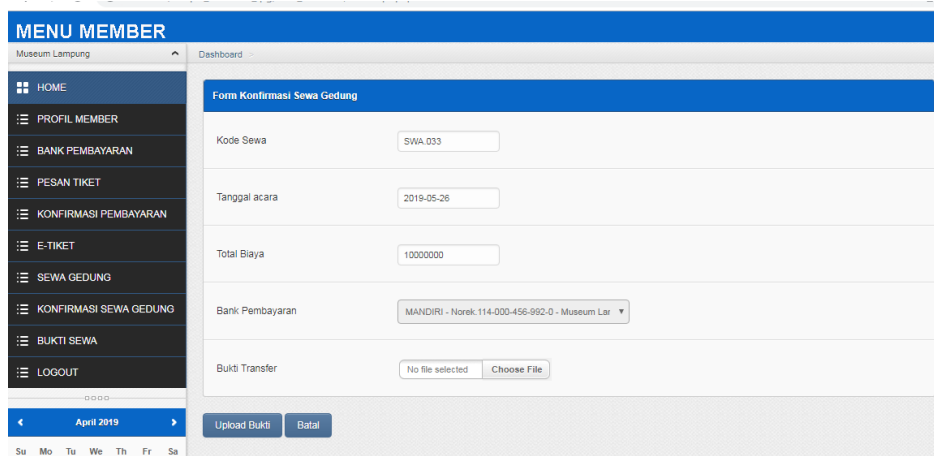 MENU MEMBER
Museum Lampung
Dashboard
HOME
PROFIL MEMBER
BANK PEMBAYARAN
PESAN TIKET
KONFIRMASI PEMBAYARAN
E-TIKET
SEWA GEDUNG
KONFIRMASI SEWA GEDUNG
BUKTI SEWA
LOGOUT
April 2019
Su Mo Tu We Th Fr Sa
Form Konfirmasi Sewa Gedung
Kode Sewa SWA.033
Tanggal acara 2019-05-26
Total Biaya 10000000
Bank Pembayaran MANDIRI - Norek.114-000-456-992-0 - Museum Lar
Bukti Transfer No file selected Choose File
Upload Bukti Batal